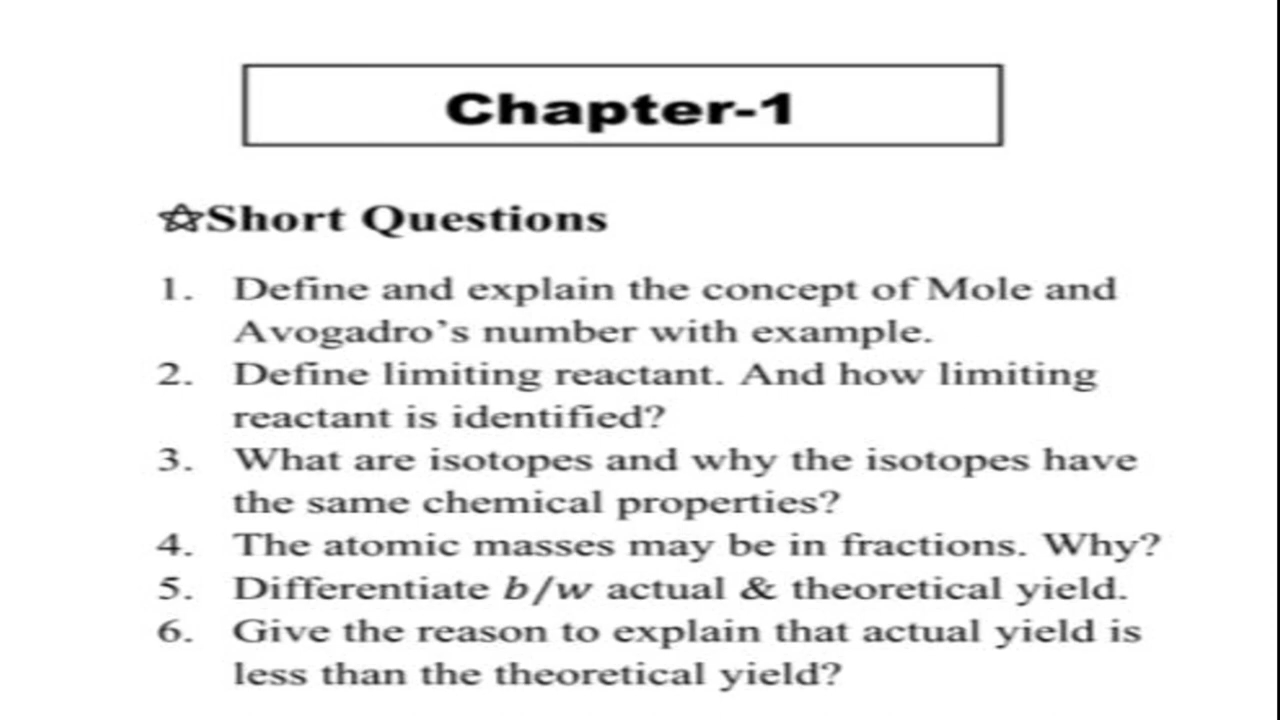 Chapter-1
☆Short Questions
1. Define and explain the concept of Mole and
Avogadro's number with example.
2. Define limiting reactant. And how limiting
reactant is identified?
3. What are isotopes and why the isotopes have
the same chemical properties?
4. The atomic masses may be in fractions. Why?
5. Differentiate b/w actual & theoretical yield.
6. Give the reason to explain that actual yield is
less than the theoretical yield?